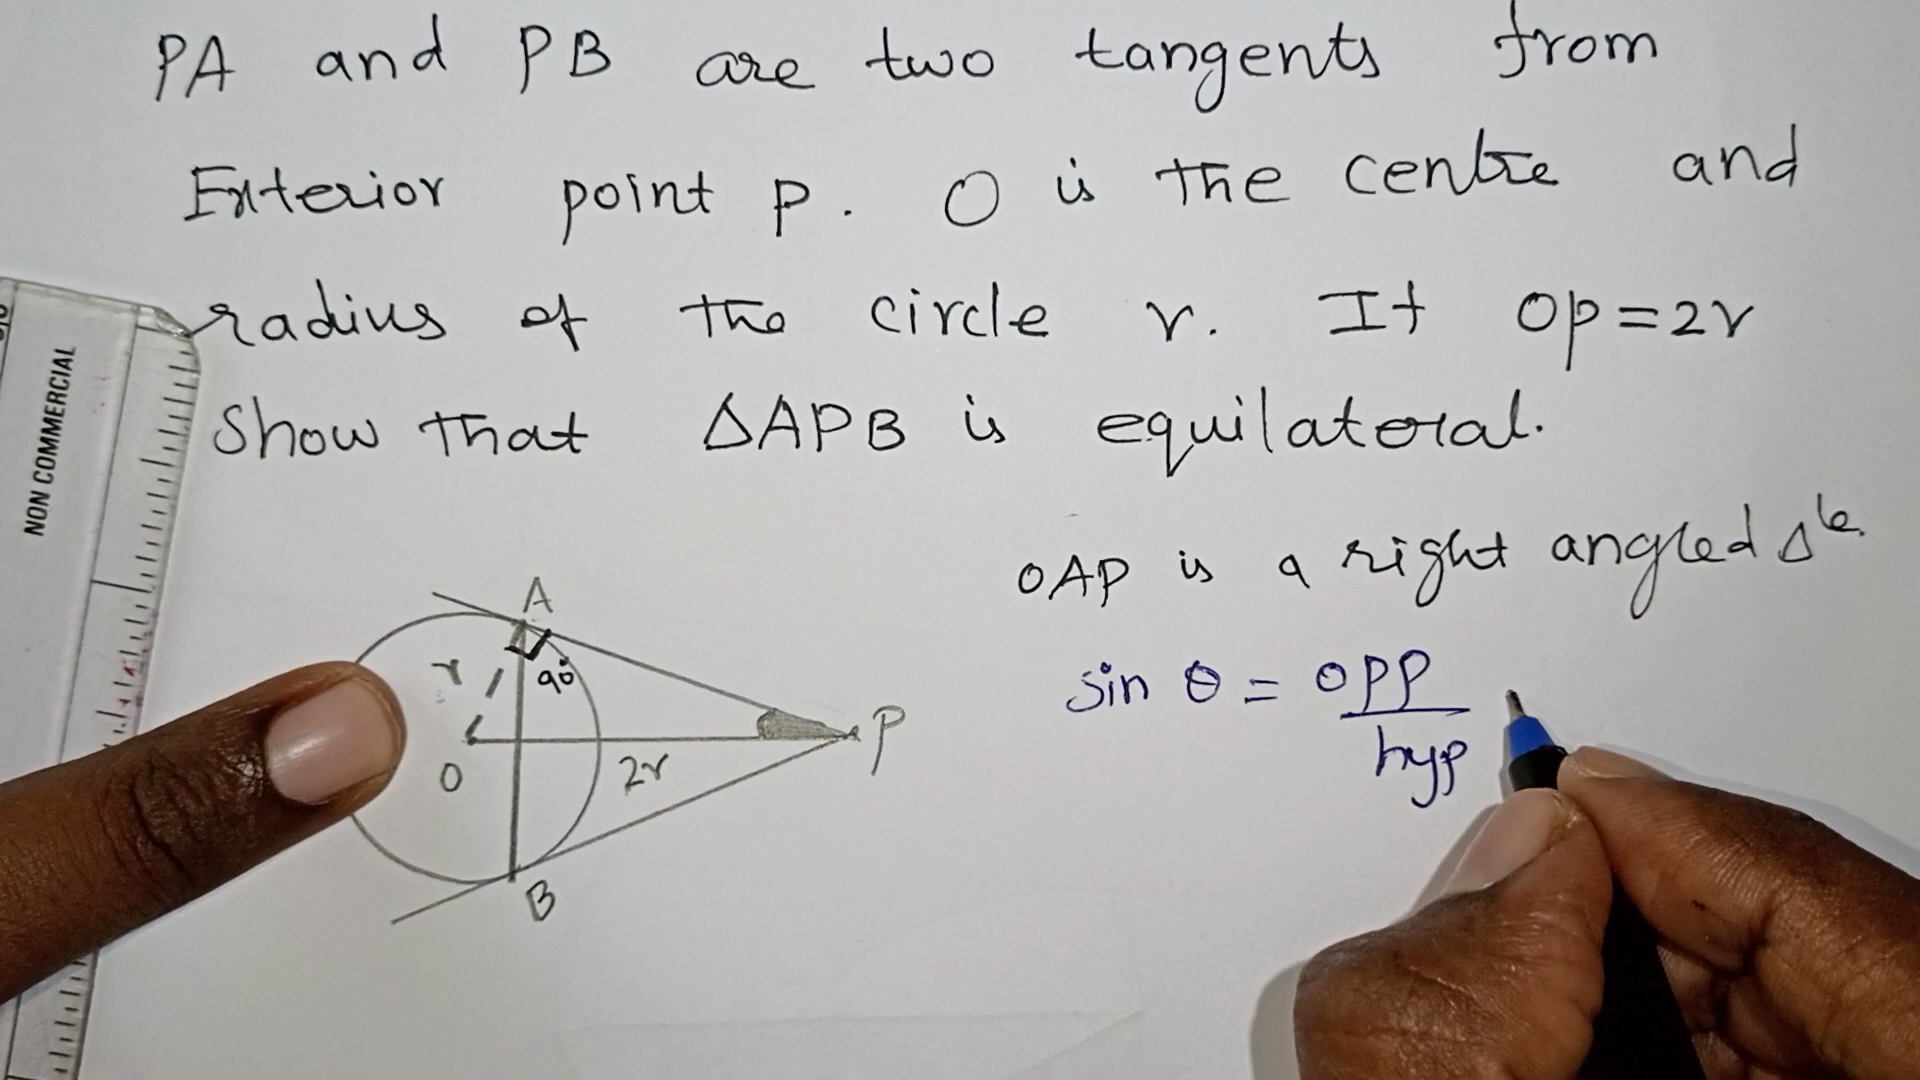 PA and PB are two tangents from
Exterior point P. O is the centre and
radius of the circle r. If OP=2r
Show that ΔAPB is equilateral.
OAP is a right angled Δle.
sin θ = opp
hyp
A
r
90°
P
O
2r
B
NON COMMERCIAL